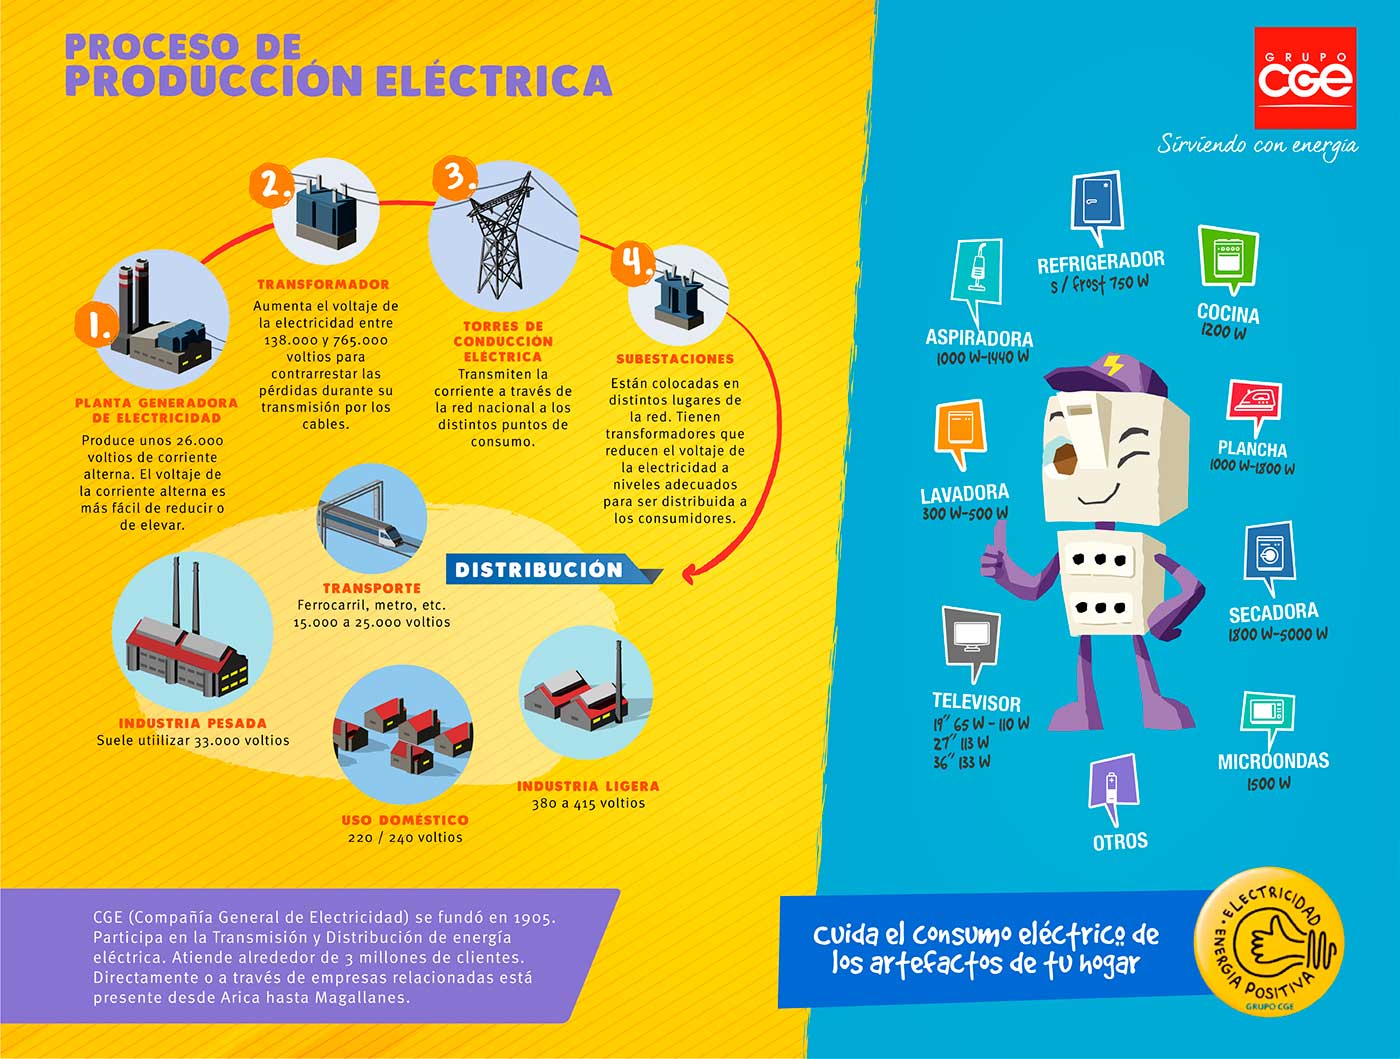 PROCESO DE
PRODUCCIÓN ELÉCTRICA
1.
PLANTA GENERADORA
DE ELECTRICIDAD
Produce unos 26.000
voltios de corriente
alterna. El voltaje de
la corriente alterna es
más fácil de reducir o
de elevar.
2.
TRANSFORMADOR
Aumenta el voltaje de
la electricidad entre
138.000 y 765.000
voltios para
contrarrestar las
pérdidas durante su
transmisión por los
cables.
3.
TORRES DE
CONDUCCIÓN
ELÉCTRICA
Transmiten la
corriente a través de
la red nacional a los
distintos puntos de
consumo.
4.
SUBESTACIONES
Están colocadas en
distintos lugares de
la red. Tienen
transformadores que
reducen el voltaje de
la electricidad a
niveles adecuados
para ser distribuida a
los consumidores.
DISTRIBUCIÓN
TRANSPORTE
Ferrocarril, metro, etc.
15.000 a 25.000 voltios
INDUSTRIA PESADA
Suele utiilizar 33.000 voltios
USO DOMÉSTICO
220 / 240 voltios
INDUSTRIA LIGERA
380 a 415 voltios
CGE (Compañía General de Electricidad) se fundó en 1905.
Participa en la Transmisión y Distribución de energía
eléctrica. Atiende alrededor de 3 millones de clientes.
Directamente o a través de empresas relacionadas está
presente desde Arica hasta Magallanes.
GRUPO
CGE
Sirviendo con energía
REFRIGERADOR
s / frost 750 W
COCINA
1200 W
ASPIRADORA
1000 W-1440 W
PLANCHA
1000 W-1800 W
LAVADORA
300 W-500 W
SECADORA
1800 W-5000 W
TELEVISOR
19" 65 W - 110 W
27" 113 W
36" 133 W
MICROONDAS
1500 W
OTROS
Cuida el consumo eléctrico de
los artefactos de tu hogar
ELECTRICIDAD
ENERGIA POSITIVA
GRUPO CGE